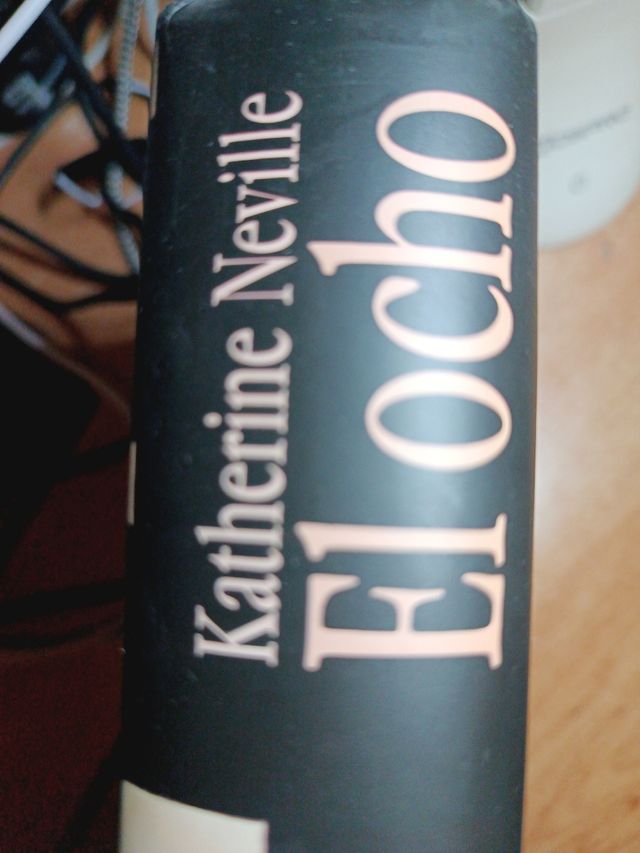 Katherine Neville
El ocho